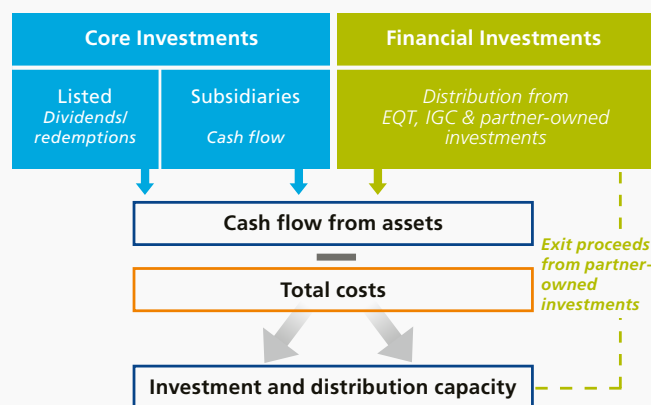 Core Investments
Financial Investments
Listed
Dividends/
redemptions
Subsidiaries
Cash flow
Distribution from
EQT, IGC & partner-owned
investments
Cash flow from assets
Exit proceeds
from partner-
owned
investments
Total costs
Investment and distribution capacity